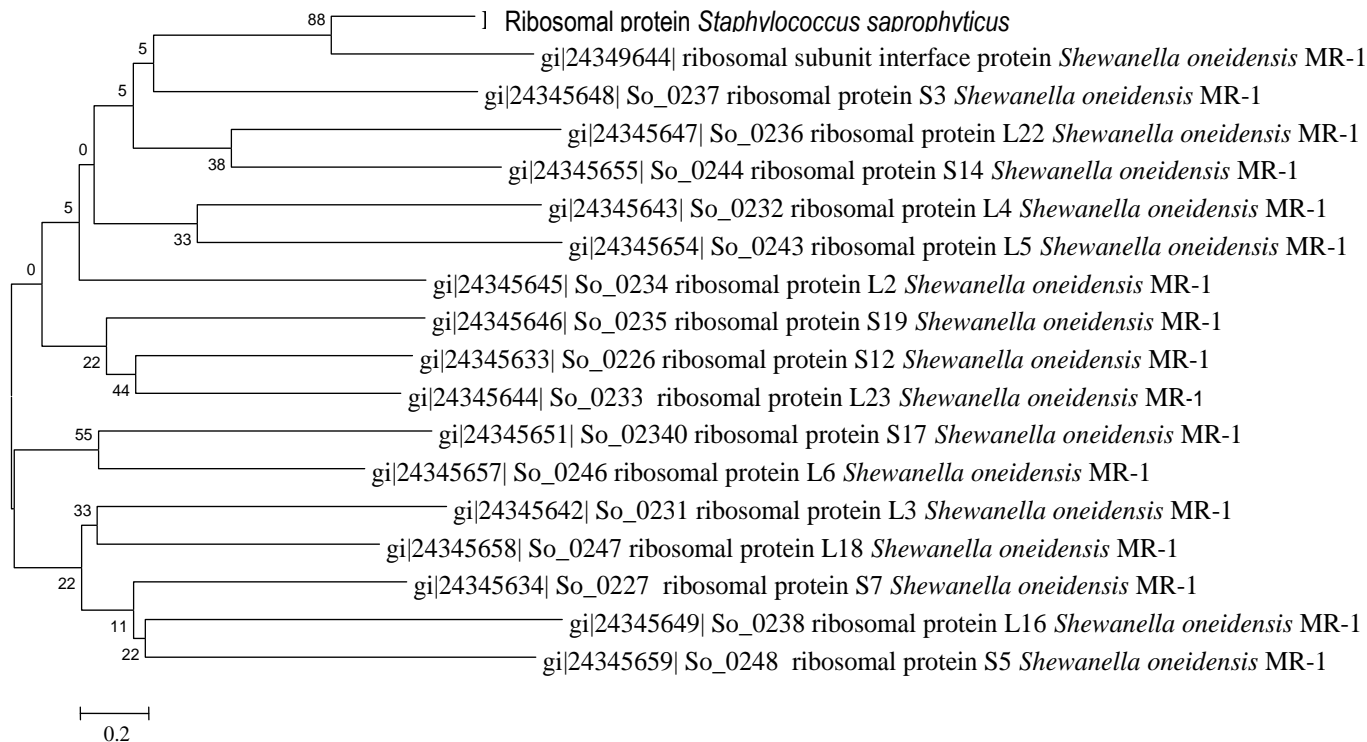 88
] Ribosomal protein Staphylococcus saprophyticus
5
gi|24349644| ribosomal subunit interface protein Shewanella oneidensis MR-1
5
gi|24345648| So_0237 ribosomal protein S3 Shewanella oneidensis MR-1
gi|24345647| So_0236 ribosomal protein L22 Shewanella oneidensis MR-1
0
38
gi|24345655| So_0244 ribosomal protein S14 Shewanella oneidensis MR-1
5
gi|24345643| So_0232 ribosomal protein L4 Shewanella oneidensis MR-1
33
gi|24345654| So_0243 ribosomal protein L5 Shewanella oneidensis MR-1
0
gi|24345645| So_0234 ribosomal protein L2 Shewanella oneidensis MR-1
gi|24345646| So_0235 ribosomal protein S19 Shewanella oneidensis MR-1
22
gi|24345633| So_0226 ribosomal protein S12 Shewanella oneidensis MR-1
44
gi|24345644| So_0233 ribosomal protein L23 Shewanella oneidensis MR-1
55
gi|24345651| So_02340 ribosomal protein S17 Shewanella oneidensis MR-1
gi|24345657| So_0246 ribosomal protein L6 Shewanella oneidensis MR-1
33
gi|24345642| So_0231 ribosomal protein L3 Shewanella oneidensis MR-1
gi|24345658| So_0247 ribosomal protein L18 Shewanella oneidensis MR-1
22
gi|24345634| So_0227 ribosomal protein S7 Shewanella oneidensis MR-1
11
gi|24345649| So_0238 ribosomal protein L16 Shewanella oneidensis MR-1
22
gi|24345659| So_0248 ribosomal protein S5 Shewanella oneidensis MR-1
0.2